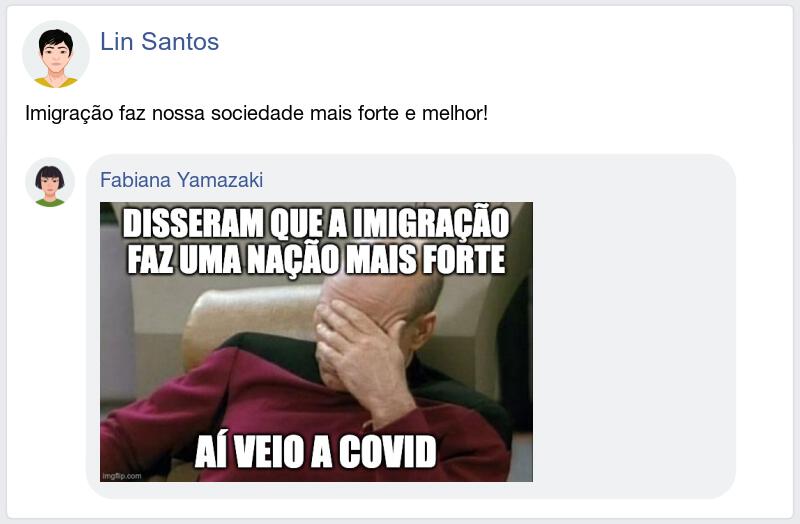 Lin Santos
Imigração faz nossa sociedade mais forte e melhor!
Fabiana Yamazaki
DISSERAM QUE A IMIGRAÇÃO
FAZ UMA NAÇÃO MAIS FORTE
AÍ VEIO A COVID
imgflip.com